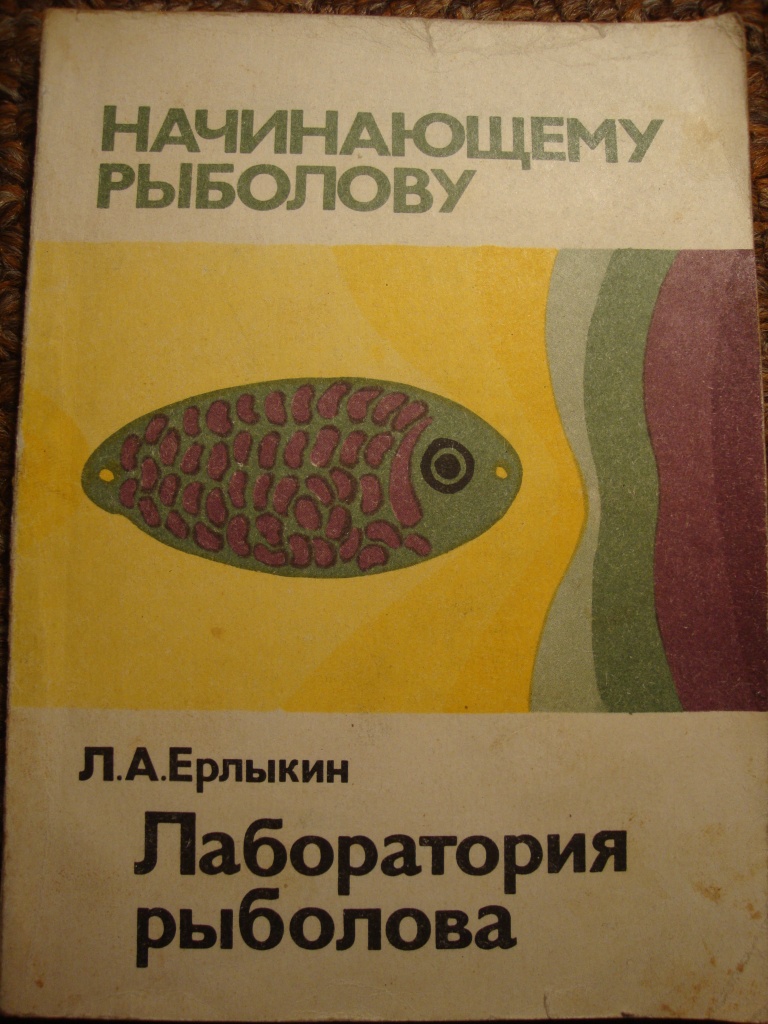 НАЧИНАЮЩЕМУ
РЫБОЛОВУ
Л.А.Ерлыкин
Лаборатория
рыболова